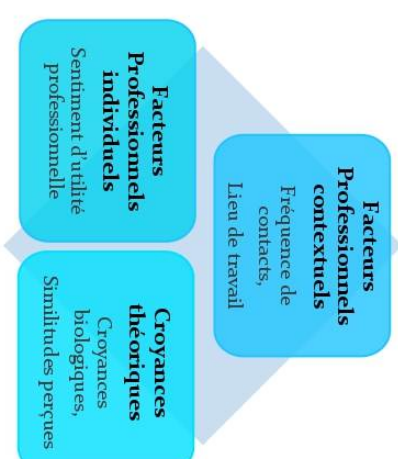 Facteurs
Professionnels
contextuels
Fréquence de
contacts,
Lieu de travail
Facteurs
Professionnels
individuels
Sentiment d'utilité
professionnelle
Croyances
théoriques
Croyances
biologiques,
Similitudes perçues